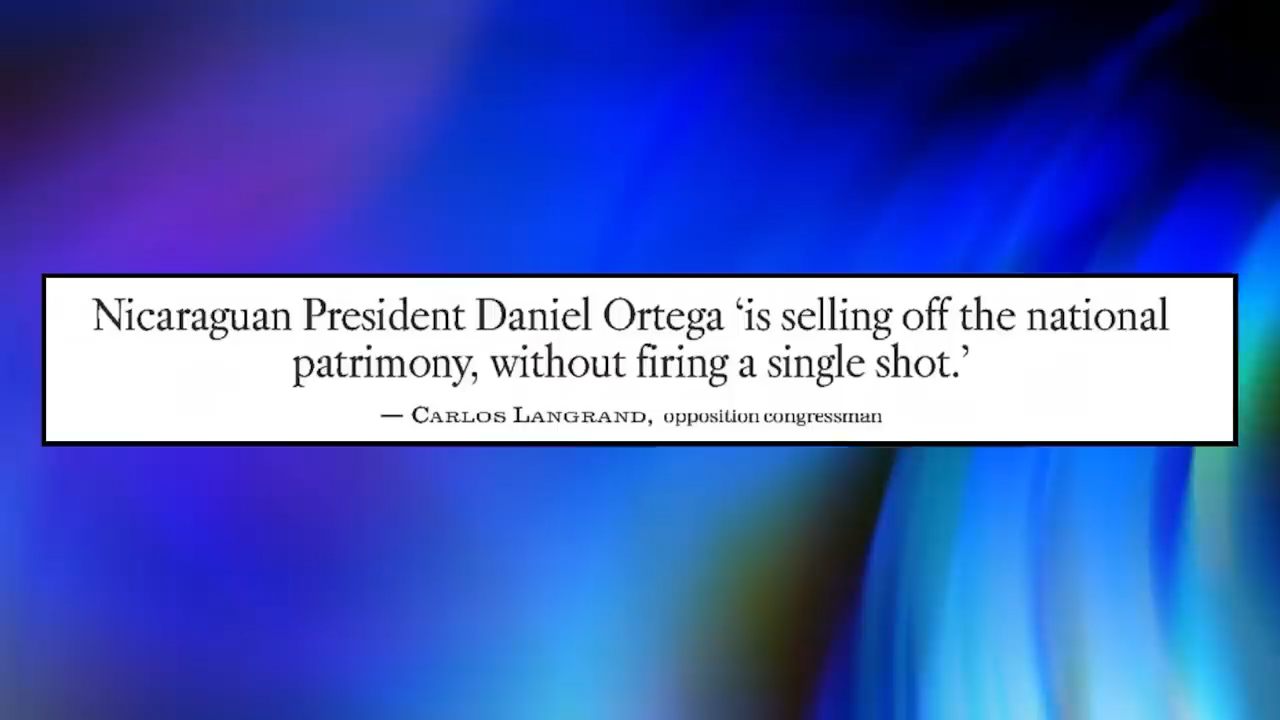 Nicaraguan President Daniel Ortega ‘is selling off the national
patrimony, without firing a single shot.’
— CARLOS LANGRAND, opposition congressman